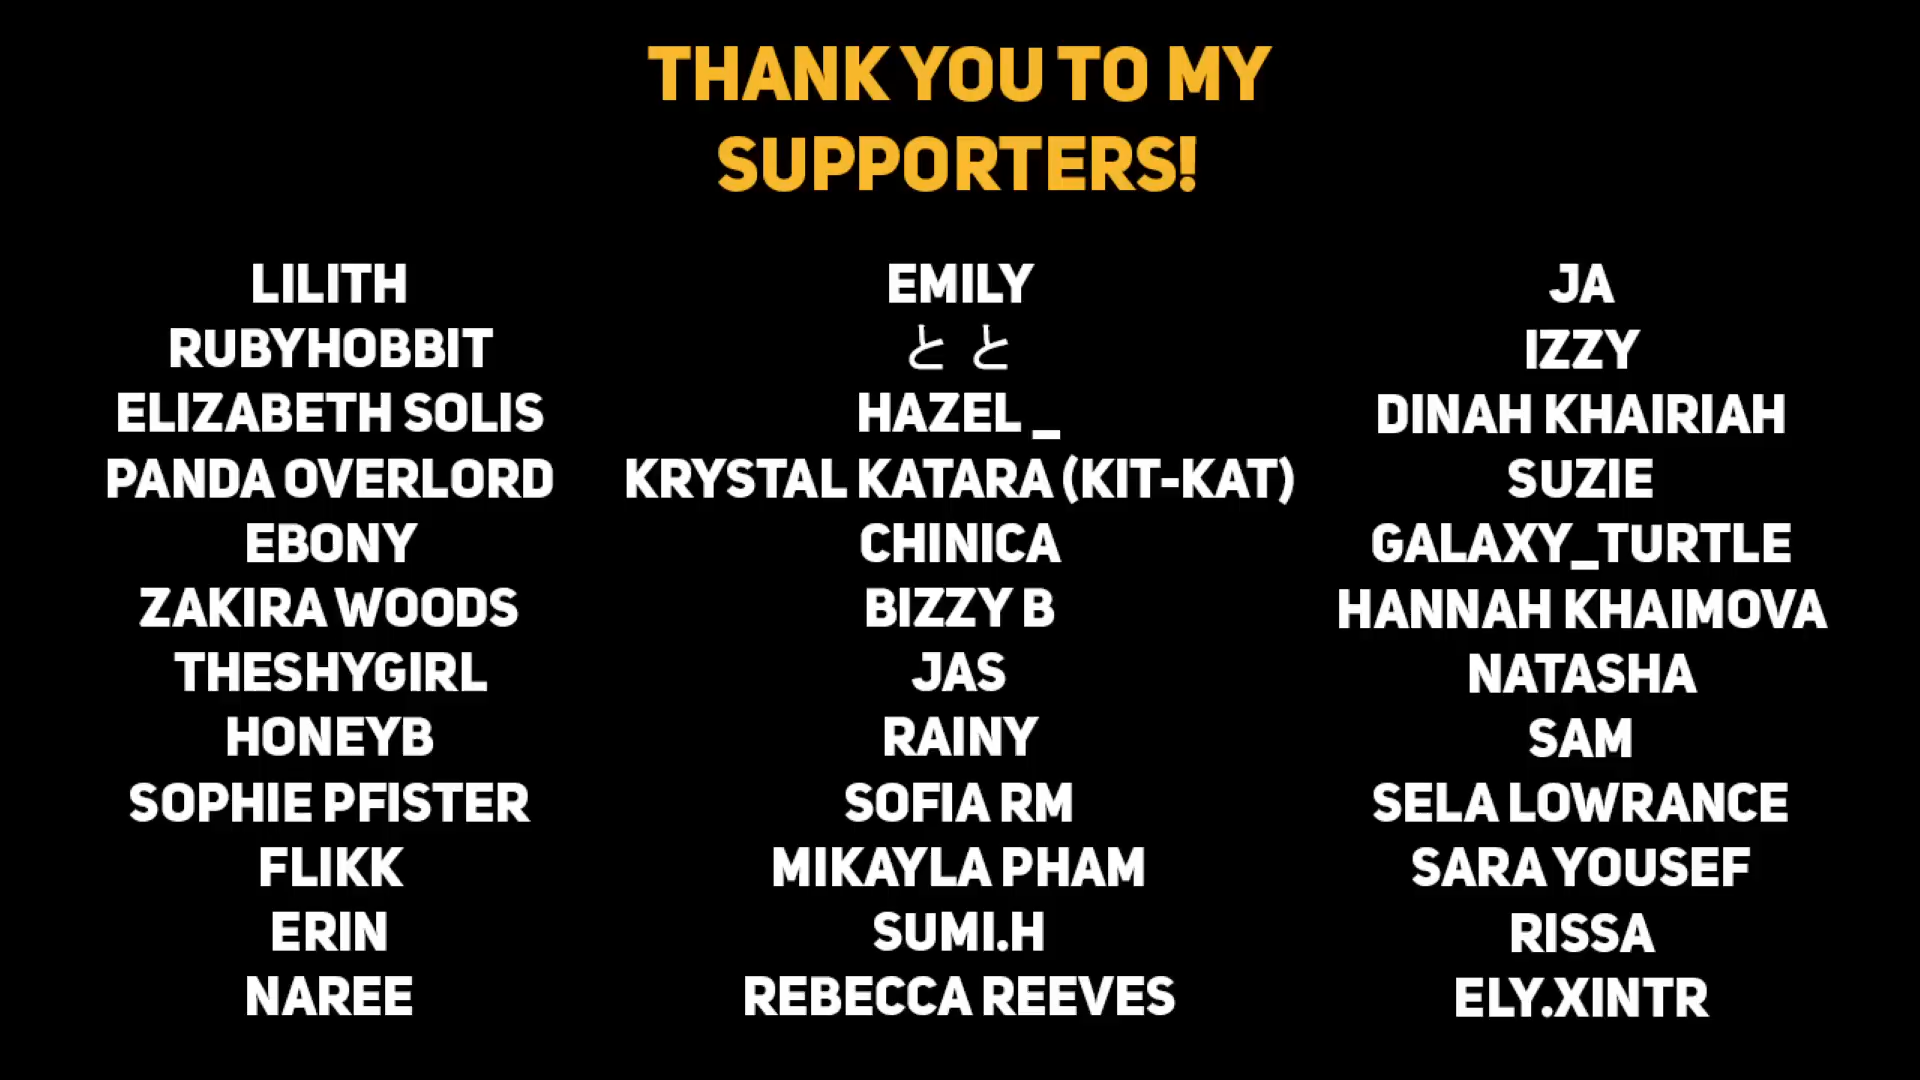 THANK YOU TO MY
SUPPORTERS!
LILITH
RUBYHOBBIT
ELIZABETH SOLIS
PANDA OVERLORD
EBONY
ZAKIRA WOODS
THESHYGIRL
HONEYB
SOPHIE PFISTER
FLIKK
ERIN
NAREE
EMILY
と と
HAZEL _
KRYSTAL KATARA (KIT-KAT)
CHINICA
BIZZY B
JAS
RAINY
SOFIA RM
MIKAYLA PHAM
SUMI.H
REBECCA REEVES
JA
IZZY
DINAH KHAIRIAH
SUZIE
GALAXY_TURTLE
HANNAH KHAIMOVA
NATASHA
SAM
SELA LOWRANCE
SARA YOUSEF
RISSA
ELY.XINTR